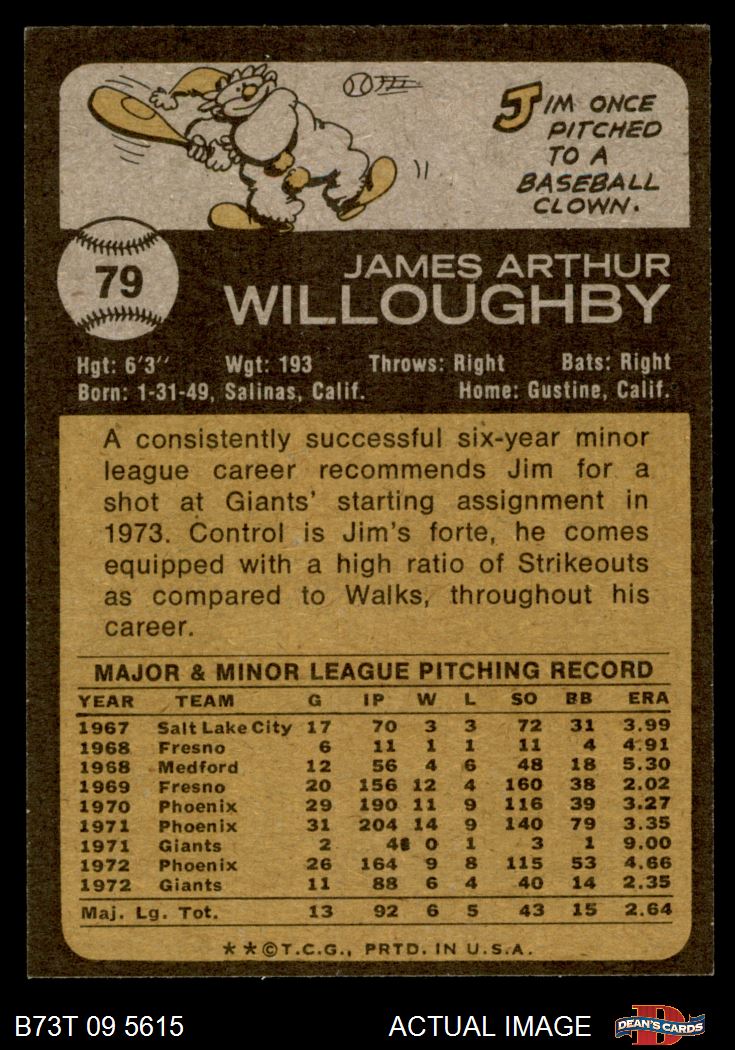 JIM ONCE
PITCHED
TO A
BASEBALL
CLOWN.
79
JAMES ARTHUR
WILLOUGHBY
Hgt: 6'3" Wgt: 193 Throws: Right Bats: Right
Born: 1-31-49, Salinas, Calif. Home: Gustine, Calif.
A consistently successful six-year minor
league career recommends Jim for a
shot at Giants' starting assignment in
1973. Control is Jim's forte, he comes
equipped with a high ratio of Strikeouts
as compared to Walks, throughout his
career.
MAJOR & MINOR LEAGUE PITCHING RECORD
YEAR TEAM G IP W L SO BB ERA
1967 Salt Lake City 17 70 3 3 72 31 3.99
1968 Fresno 6 11 1 1 11 4 4.91
1968 Medford 12 56 4 6 48 18 5.30
1969 Fresno 20 156 12 4 160 38 2.02
1970 Phoenix 29 190 11 9 116 39 3.27
1971 Phoenix 31 204 14 9 140 79 3.35
1971 Giants 2 4 0 1 3 1 9.00
1972 Phoenix 26 164 9 8 115 53 4.66
1972 Giants 11 88 6 4 40 14 2.35
Maj. Lg. Tot. 13 92 6 5 43 15 2.64
**©T.C.G., PRTD. IN U.S.A.
B73T 09 5615 ACTUAL IMAGE DEAN'S CARDS